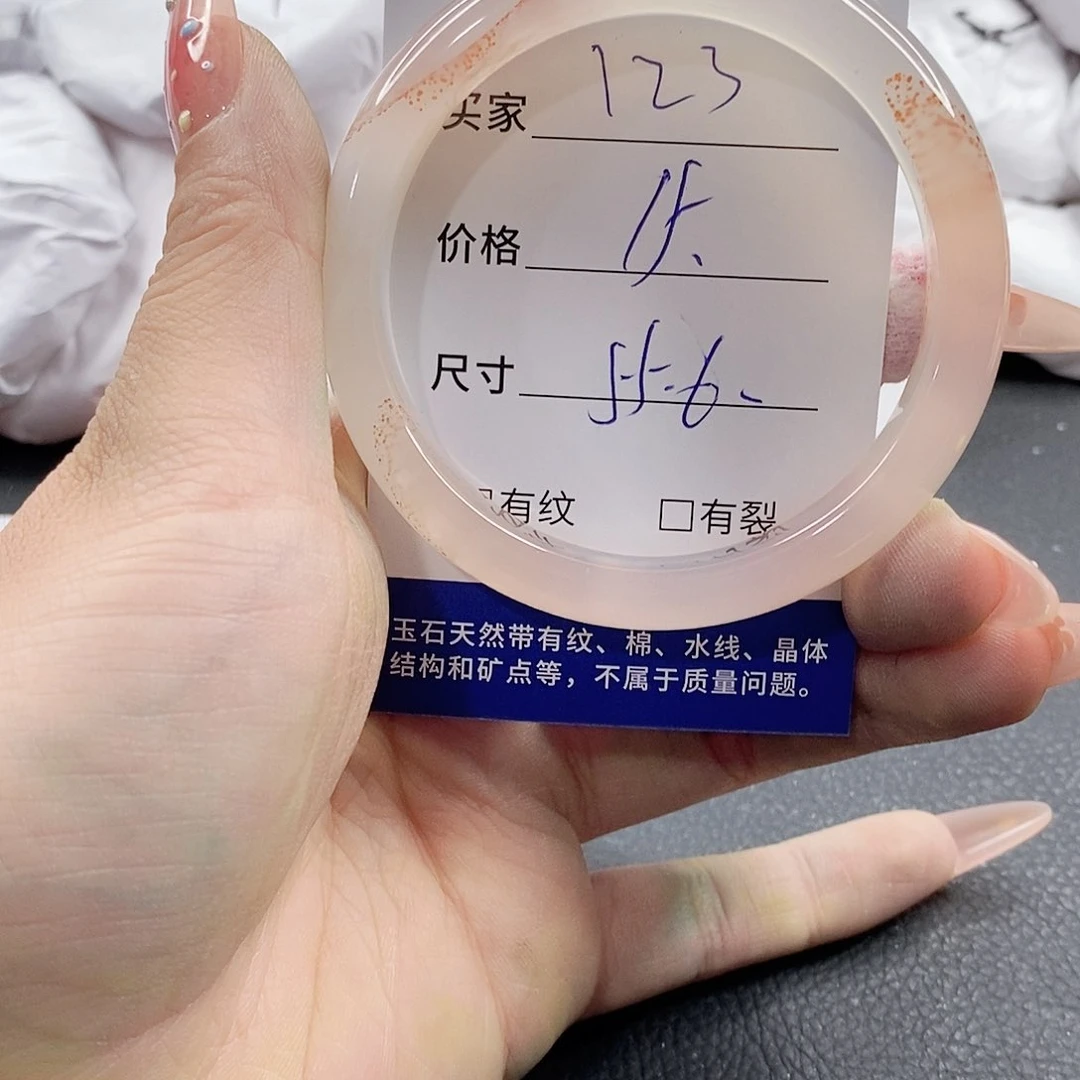 买家 123
价格
尺寸 55.6
有纹 □有裂
玉石天然带有纹、棉、水线、晶体
结构和矿点等，不属于质量问题。